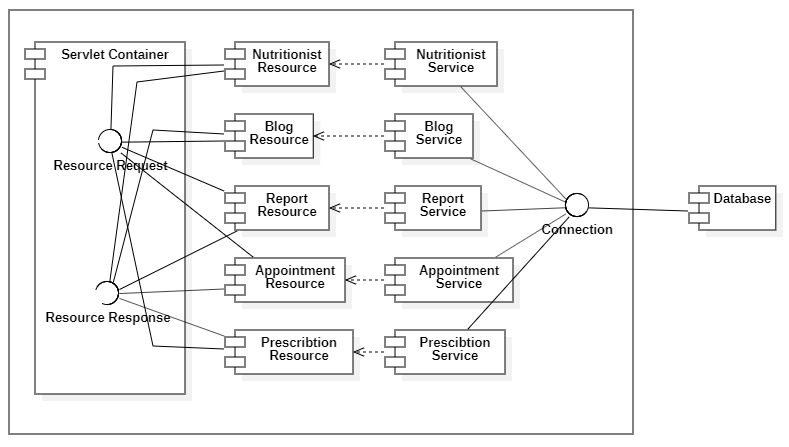 Servlet Container
Nutritionist
Resource
Nutritionist
Service
Blog
Resource
Blog
Service
Resource Request
Report
Resource
Report
Service
Database
Connection
Appointment
Resource
Appointment
Service
Resource Response
Prescribtion
Resource
Prescibtion
Service